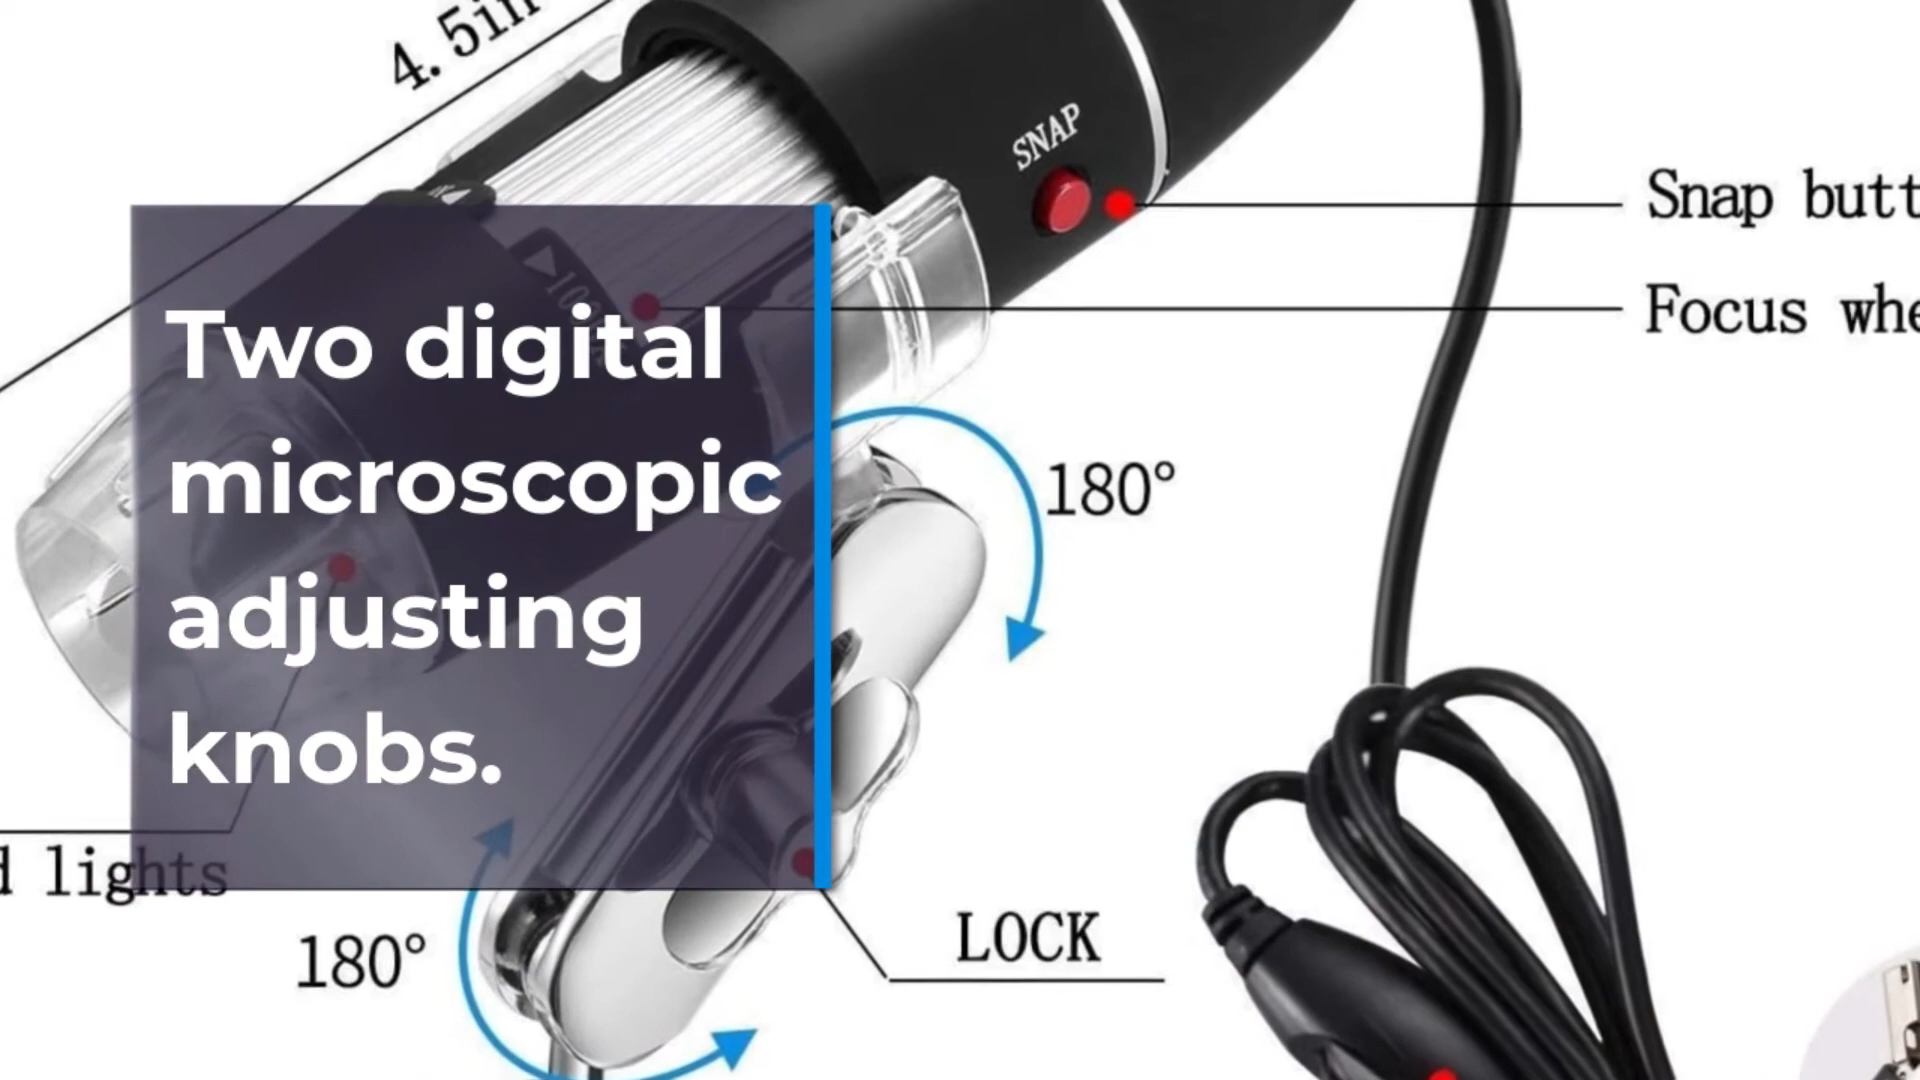 4.5in
SNAP
Snap butt
Focus whe
Two digital
microscopic
adjusting
knobs.
180°
d lights
180°
LOCK